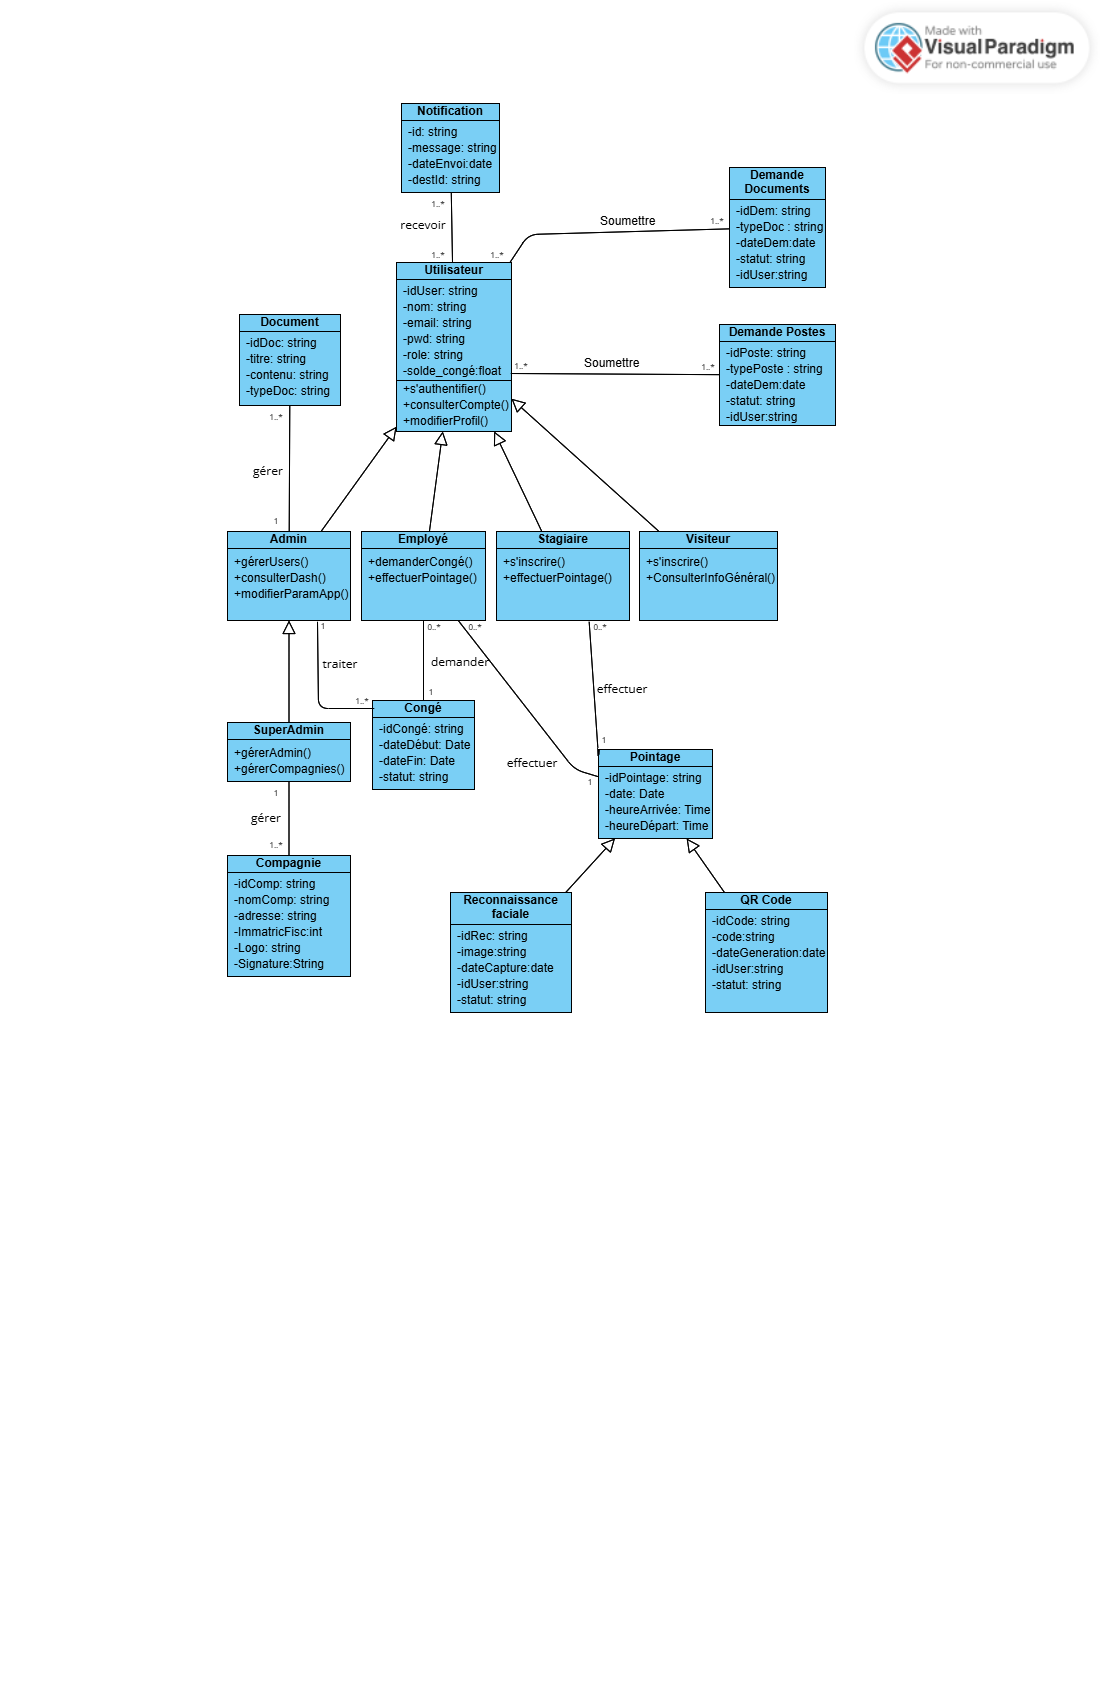 Made with
Visual Paradigm
For non-commercial use
Notification
-id: string
-message: string
-dateEnvoi:date
-destId: string
1..*
recevoir
1..*
Soumettre
1..*
1..*
Demande
Documents
-idDem: string
-typeDoc : string
-dateDem:date
-statut: string
-idUser:string
Utilisateur
-idUser: string
-nom: string
-email: string
-pwd: string
-role: string
-solde_congé:float
+s'authentifier()
+consulterCompte()
+modifierProfil()
Document
-idDoc: string
-titre: string
-contenu: string
-typeDoc: string
1..*
Soumettre
1..*
Demande Postes
-idPoste: string
-typePoste : string
-dateDem:date
-statut: string
-idUser:string
1..*
gérer
1
Admin
+gérerUsers()
+consulterDash()
+modifierParamApp()
Employé
+demanderCongé()
+effectuerPointage()
Stagiaire
+s'inscrire()
+effectuerPointage()
Visiteur
+s'inscrire()
+ConsulterInfoGénéral()
1
traiter
1..*
0..*
demander
1
0..*
effectuer
1
0..*
effectuer
1
Congé
-idCongé: string
-dateDébut: Date
-dateFin: Date
-statut: string
SuperAdmin
+gérerAdmin()
+gérerCompagnies()
1
gérer
1..*
Pointage
-idPointage: string
-date: Date
-heureArrivée: Time
-heureDépart: Time
Compagnie
-idComp: string
-nomComp: string
-adresse: string
-ImmatricFisc:int
-Logo: string
-Signature:String
Reconnaissance
faciale
-idRec: string
-image:string
-dateCapture:date
-idUser:string
-statut: string
QR Code
-idCode: string
-code:string
-dateGeneration:date
-idUser:string
-statut: string